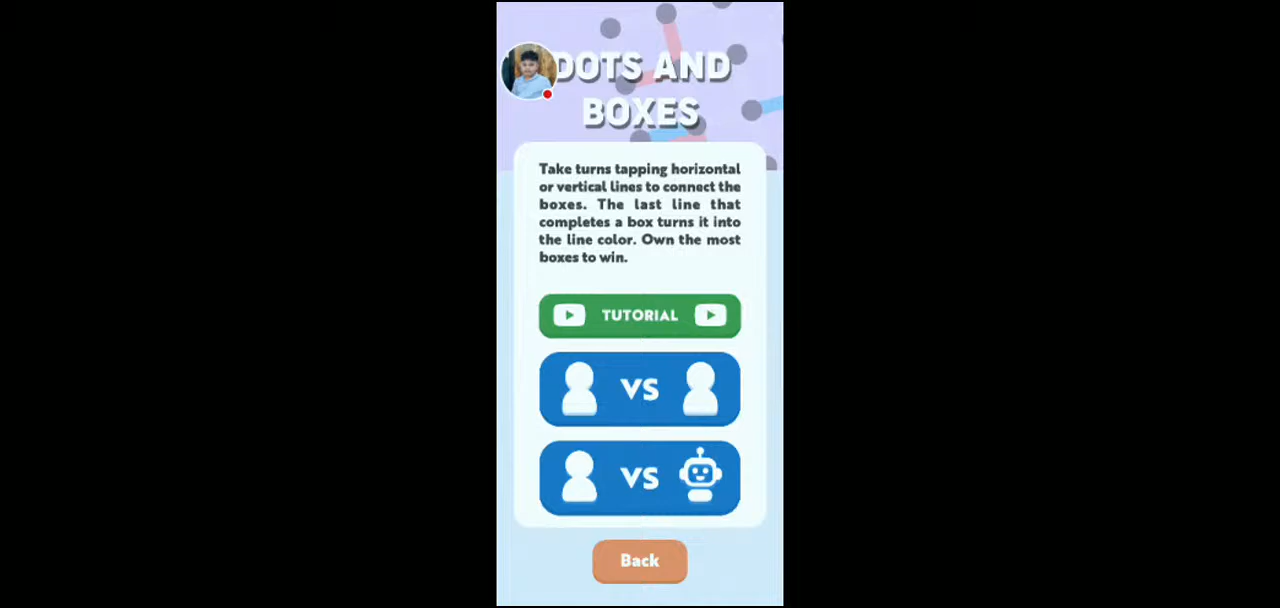 DOTS AND
BOXES
Take turns tapping horizontal
or vertical lines to connect the
boxes. The last line that
completes a box turns it into
the line color. Own the most
boxes to win.
TUTORIAL
VS
VS
Back